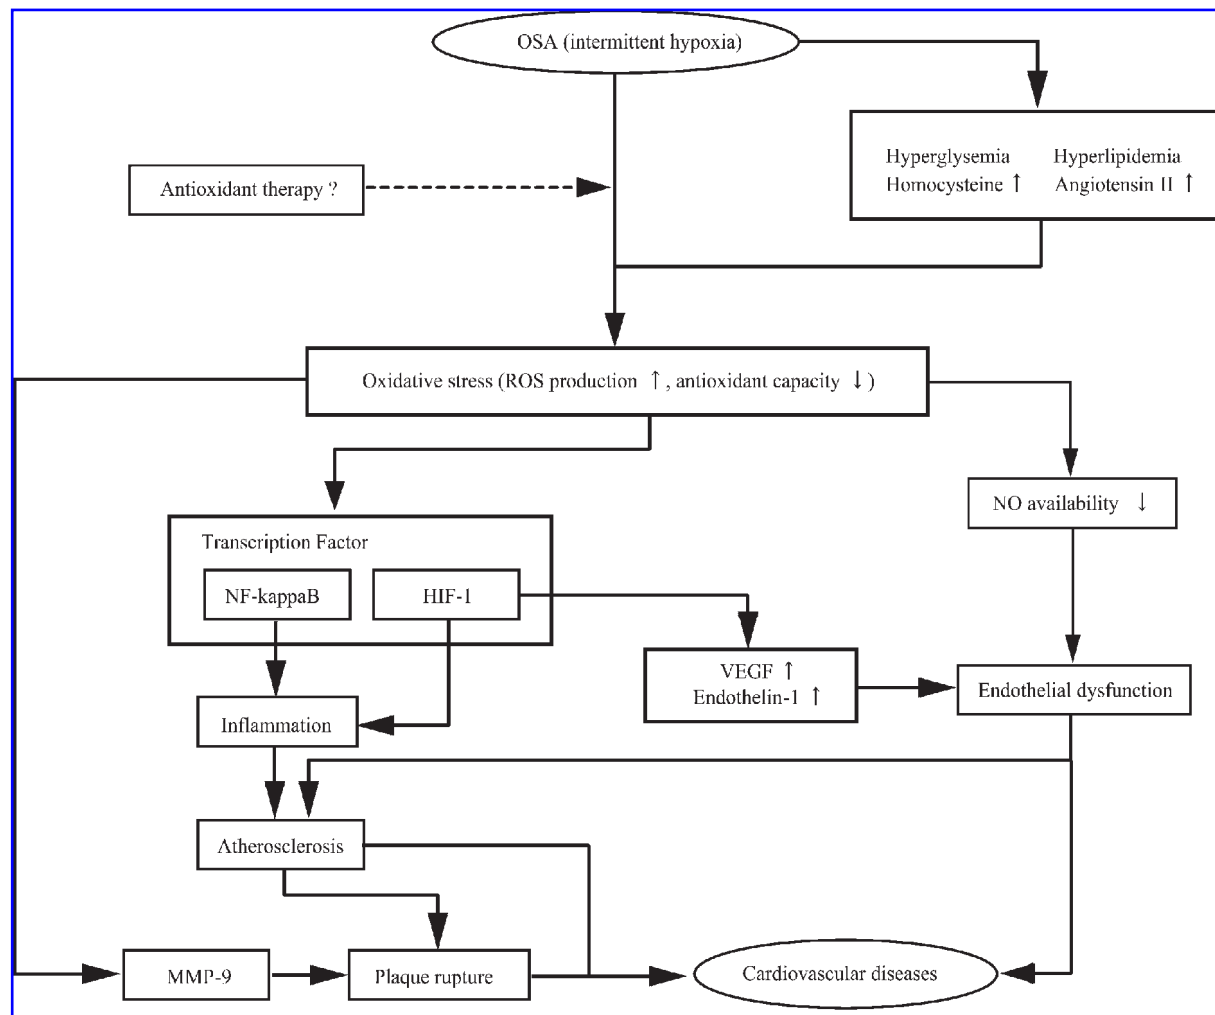 OSA (intermittent hypoxia)
Hyperglysemia Hyperlipidemia
Homocysteine ↑ Angiotensin II ↑
Antioxidant therapy ?
Oxidative stress (ROS production ↑ , antioxidant capacity ↓ )
NO availability ↓
Transcription Factor
NF-kappaB HIF-1
VEGF ↑
Endothelin-1 ↑
Endothelial dysfunction
Inflammation
Atherosclerosis
MMP-9
Plaque rupture
Cardiovascular diseases